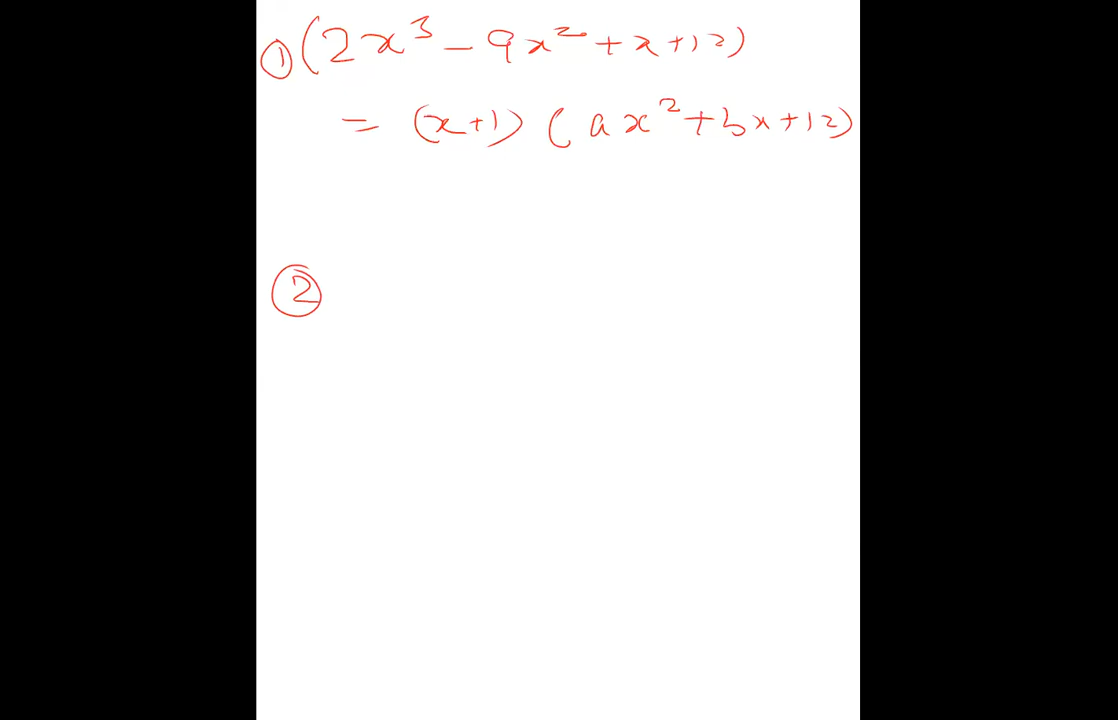 ① (2x³ - 9x² + x + 12)
= (x+1) (ax² + bx + 12)
②